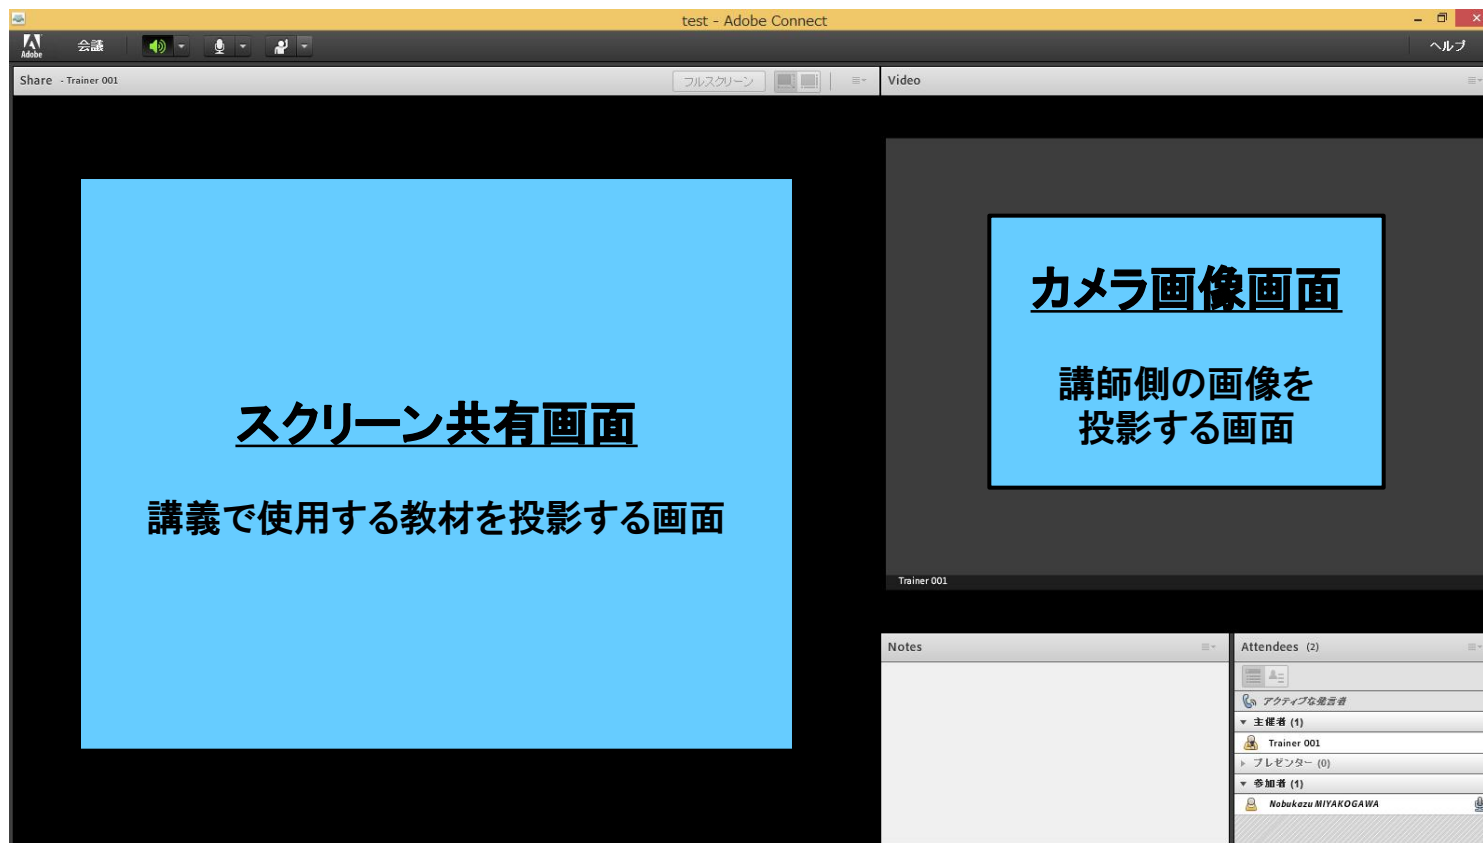 test - Adobe Connect
Adobe
会議
ヘルプ
Share - Trainer 001
フルスクリーン
Video
スクリーン共有画面
講義で使用する教材を投影する画面
カメラ画像画面
講師側の画像を
投影する画面
Trainer 001
Notes
Attendees (2)
アクティブな発言者
主催者 (1)
Trainer 001
プレゼンター (0)
参加者 (1)
Nobukazu MIYAKOGAWA